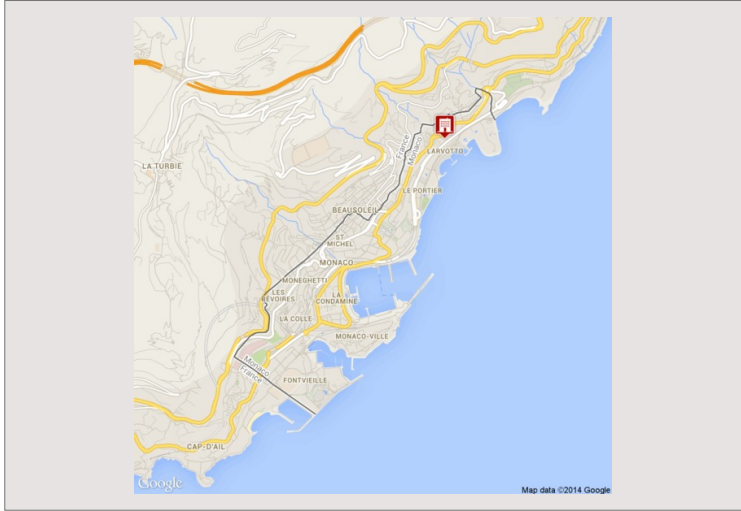 France
Monaco
LARVOTTO
LA TURBIE
LE PORTIER
BEAUSOLEIL
ST
MICHEL
MONACO
MONEGHETTI
LES
RÉVOIRES
LA
CONDAMINE
LA COLLE
MONACO-VILLE
Monaco
France
FONTVIEILLE
CAP-D'AIL
Google
Map data ©2014 Google